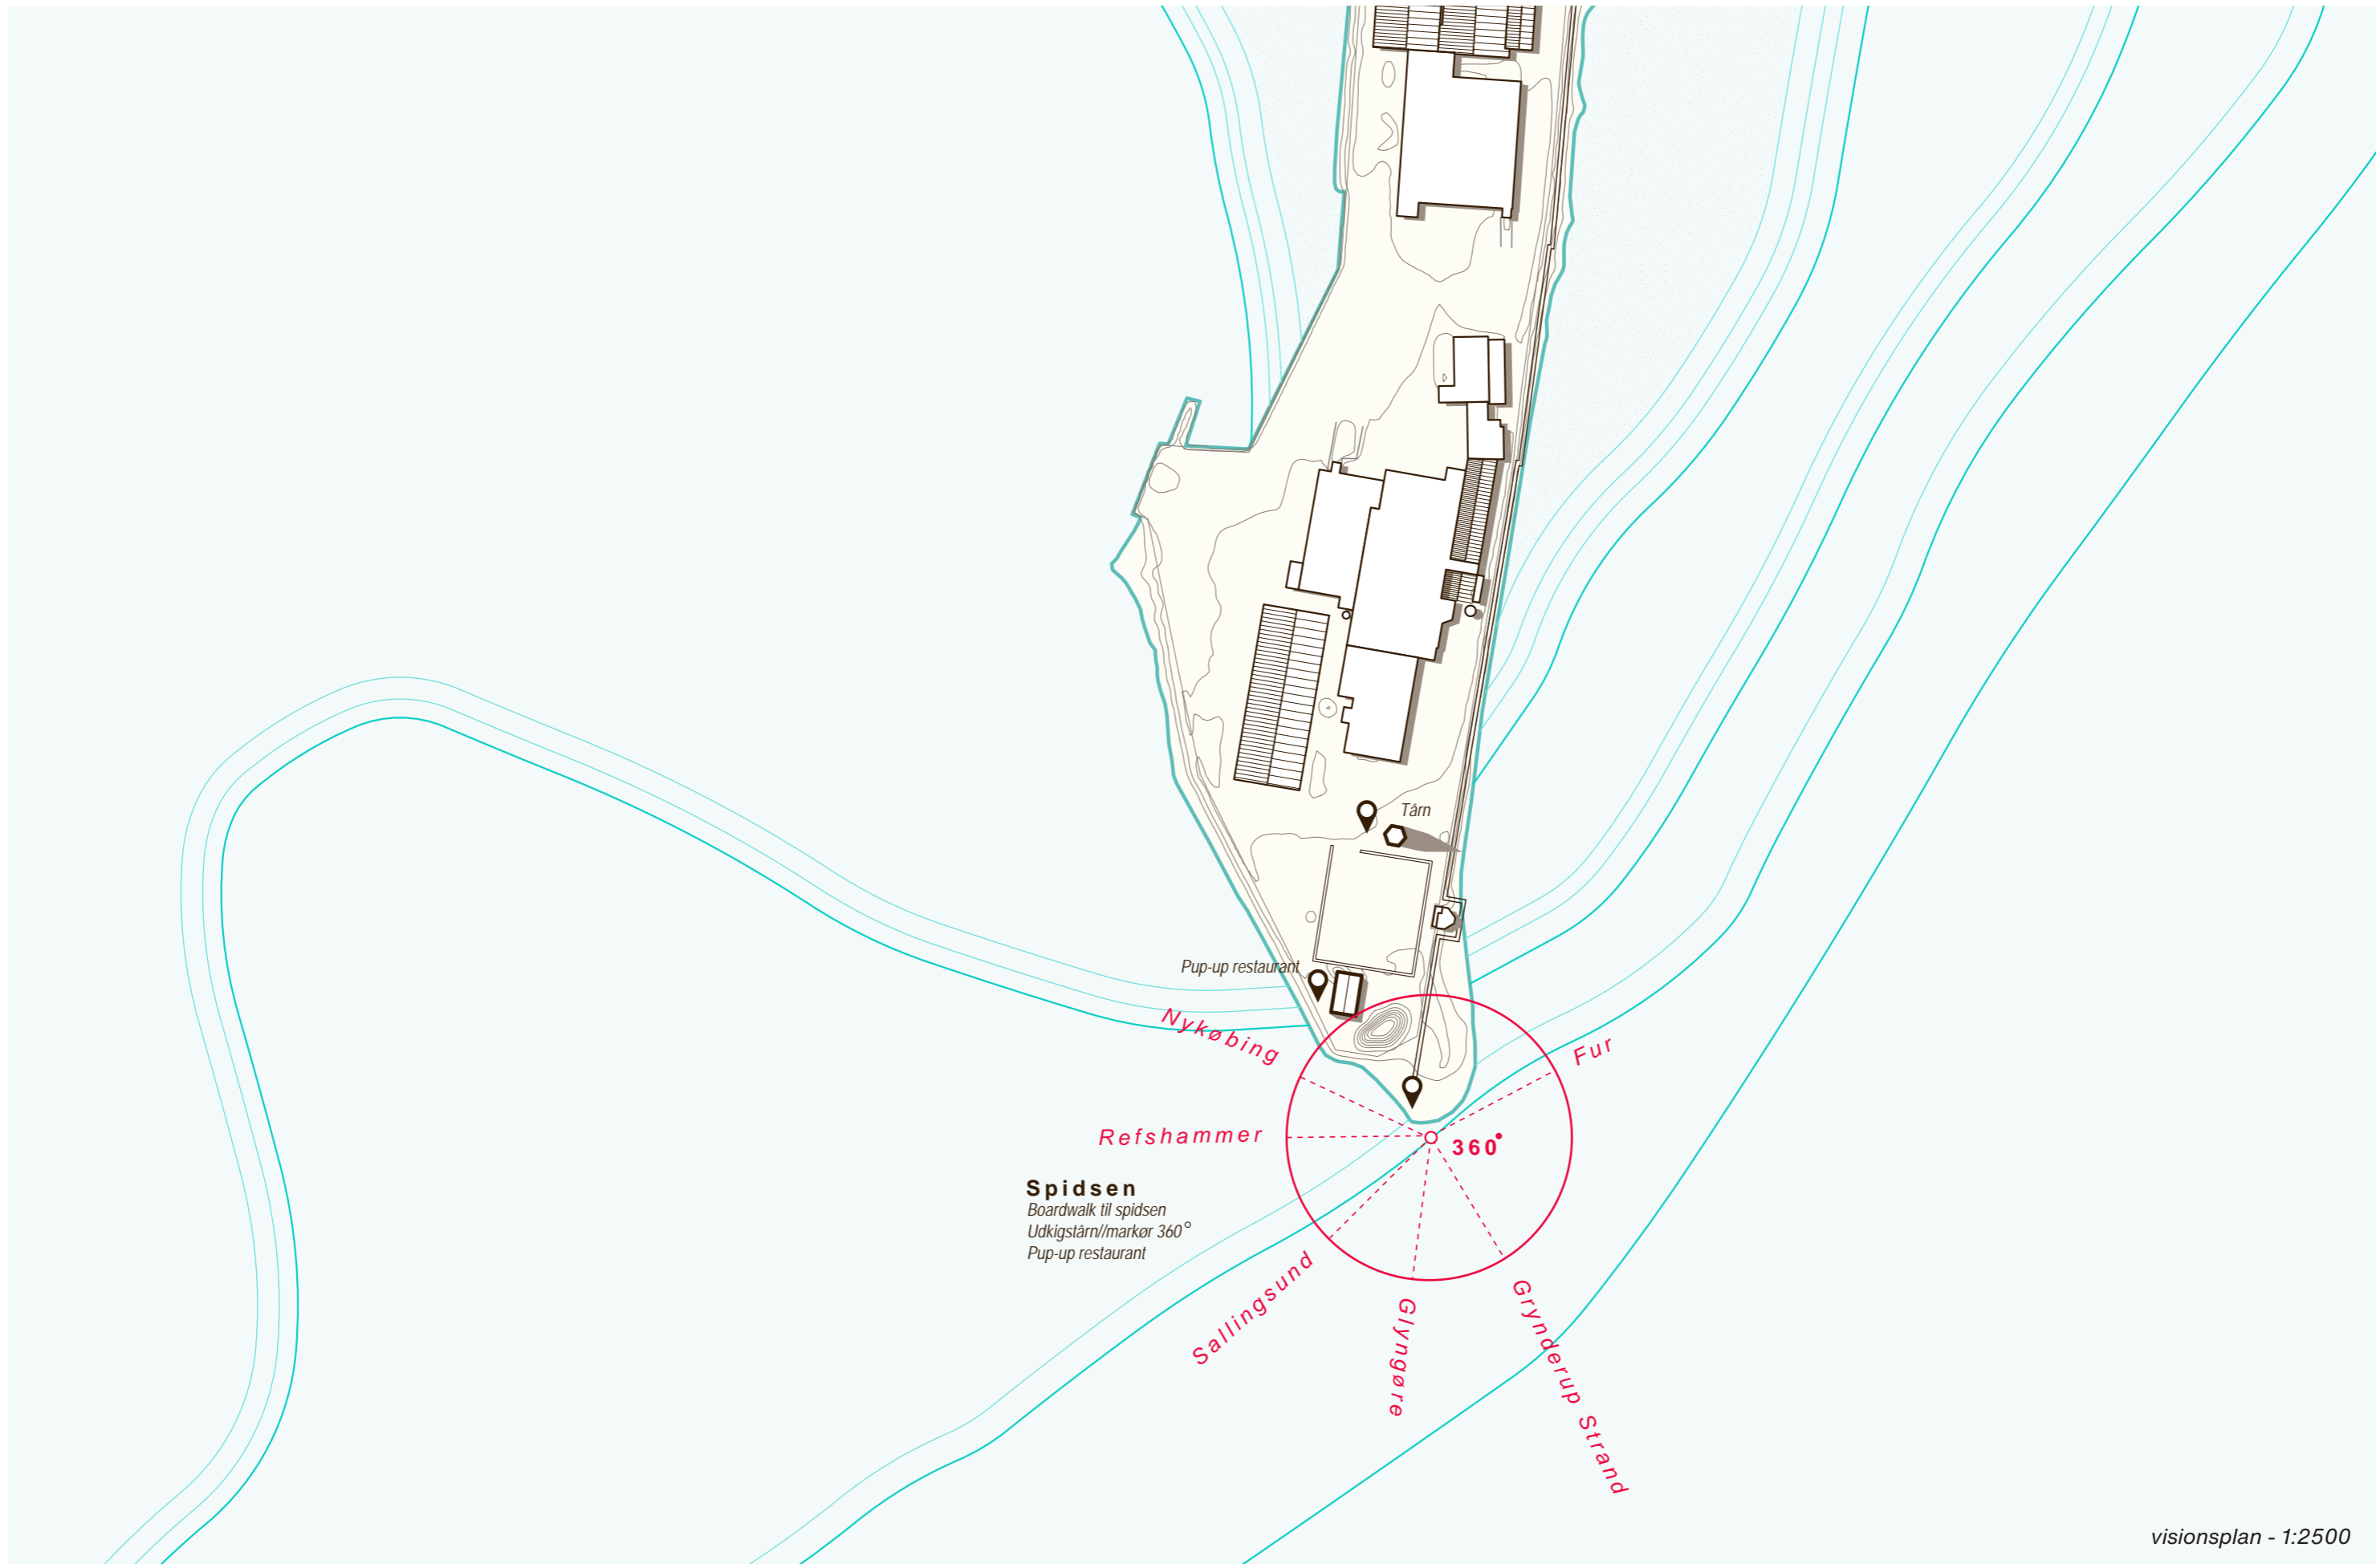 Tårn
Pup-up restaurant
Nykøbing
Fur
Refshammer
360°
Spidsen
Boardwalk til spidsen
Udkigstårn//markør 360°
Pup-up restaurant
Sallingsund
Glyngøre
Grynderup Strand
visionsplan - 1:2500